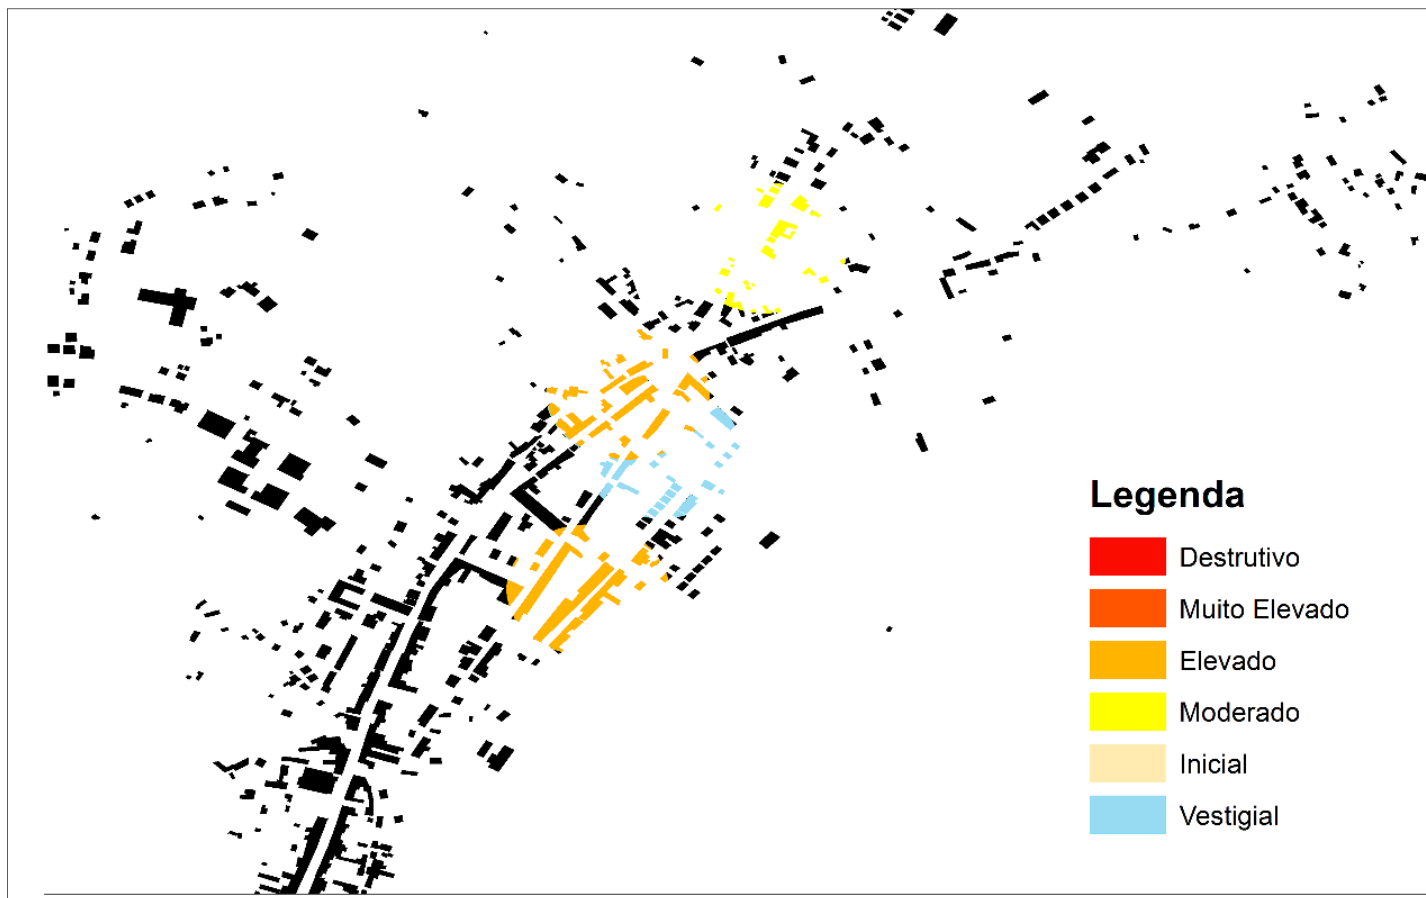 Legenda
Destrutivo
Muito Elevado
Elevado
Moderado
Inicial
Vestigial